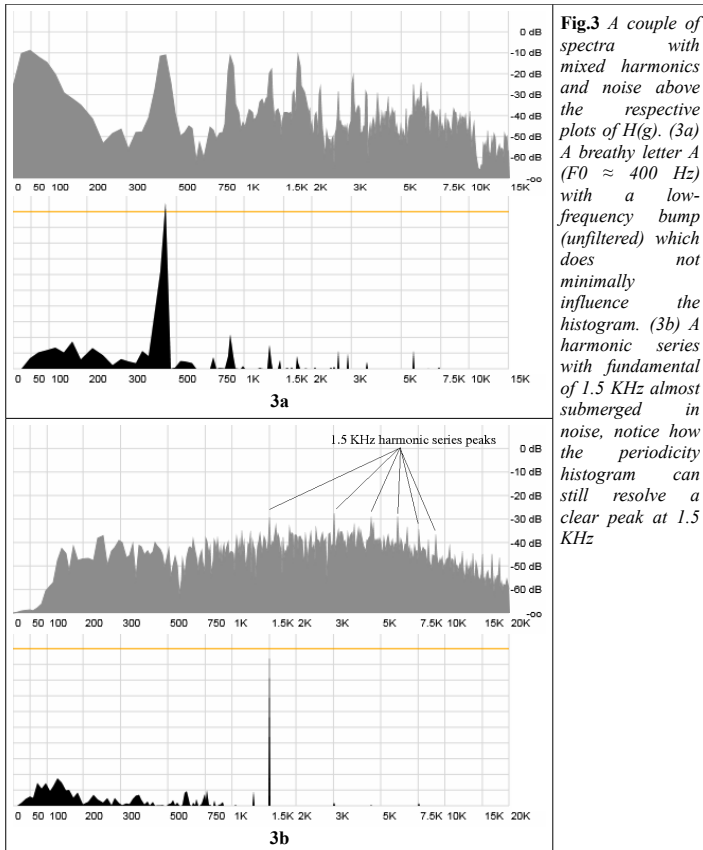 0 dB
-10 dB
-20 dB
-30 dB
-40 dB
-50 dB
-60 dB
-oo
0 50 100 200 300 500 750 1K 1.5K 2K 3K 5K 7.5K 10K 15K
0 50 100 200 300 500 750 1K 1.5K 2K 3K 5K 7.5K 10K 15K
3a
1.5 KHz harmonic series peaks
0 dB
-10 dB
-20 dB
-30 dB
-40 dB
-50 dB
-60 dB
-oo
0 50 100 200 300 500 750 1K 1.5K 2K 3K 5K 7.5K 10K 15K 20K
0 50 100 200 300 500 750 1K 1.5K 2K 3K 5K 7.5K 10K 15K 20K
3b
Fig.3 A couple of
spectra with
mixed harmonics
and noise above
the respective
plots of H(g). (3a)
A breathy letter A
(F0 ≈ 400 Hz)
with a low-
frequency bump
(unfiltered) which
does not
minimally
influence the
histogram. (3b) A
harmonic series
with fundamental
of 1.5 KHz almost
submerged in
noise, notice how
the periodicity
histogram can
still resolve a
clear peak at 1.5
KHz